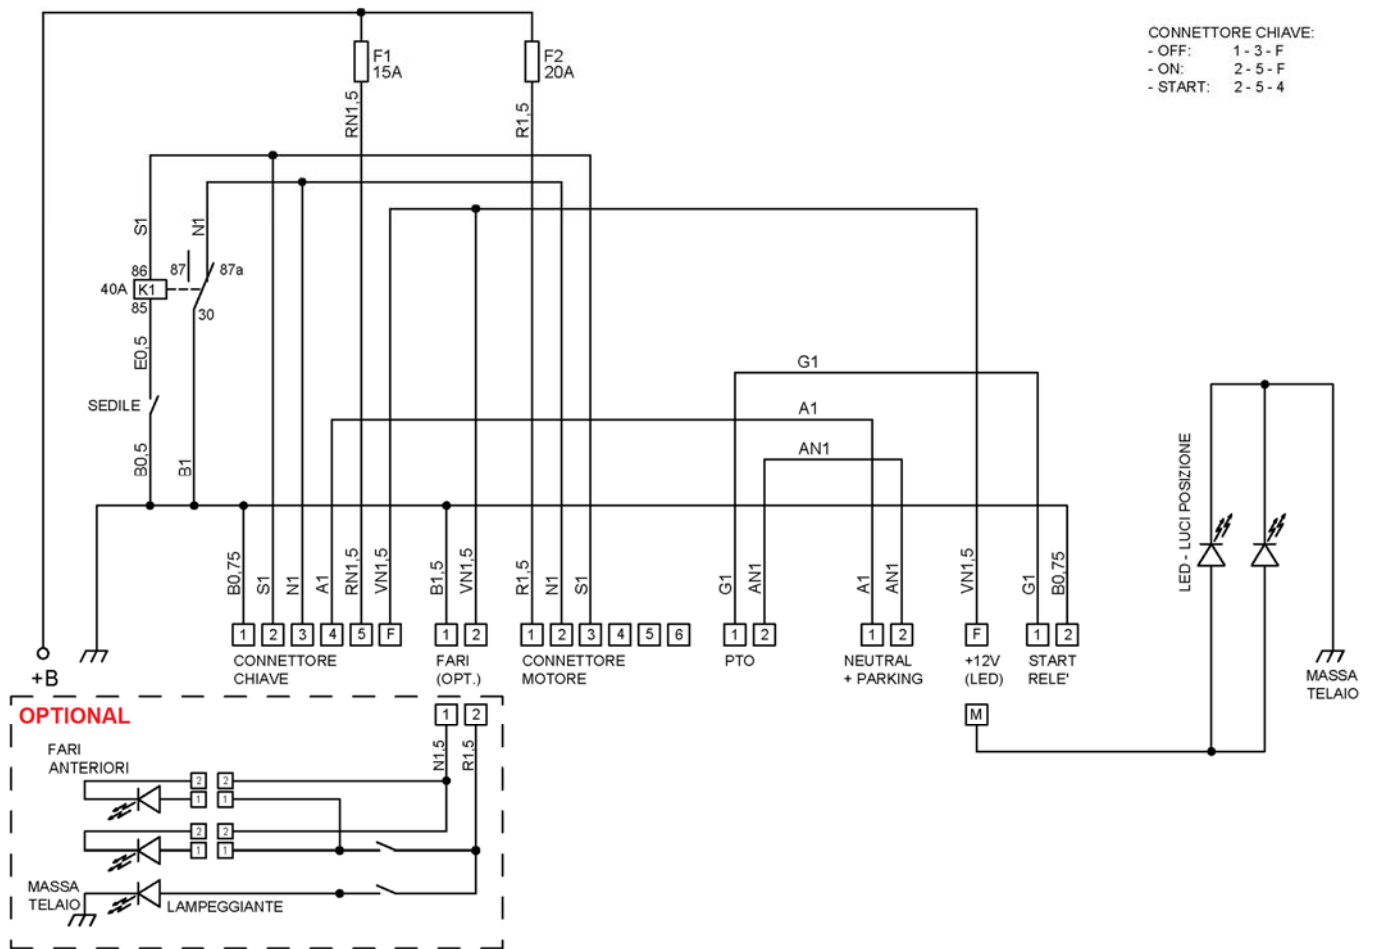 F1
15A
F2
20A
CONNETTORE CHIAVE:
- OFF: 1 - 3 - F
- ON: 2 - 5 - F
- START: 2 - 5 - 4
RN1,5
R1,5
S1
N1
86
87
87a
40A
K1
85
30
E0,5
SEDILE
B0,5
B1
G1
A1
AN1
LED - LUCI POSIZIONE
B0,75
S1
N1
A1
RN1,5
VN1,5
B1,5
VN1,5
R1,5
N1
S1
G1
AN1
A1
AN1
VN1,5
G1
B0,75
1 2 3 4 5 F
1 2
1 2 3 4 5 6
1 2
1 2
F
1 2
CONNETTORE
CHIAVE
FARI
(OPT.)
CONNETTORE
MOTORE
PTO
NEUTRAL
+ PARKING
+12V
(LED)
START
RELE'
MASSA
TELAIO
+B
M
OPTIONAL
1 2
N1,5
R1,5
FARI
ANTERIORI
2 2
1 1
2 2
1 1
MASSA
TELAIO
LAMPEGGIANTE